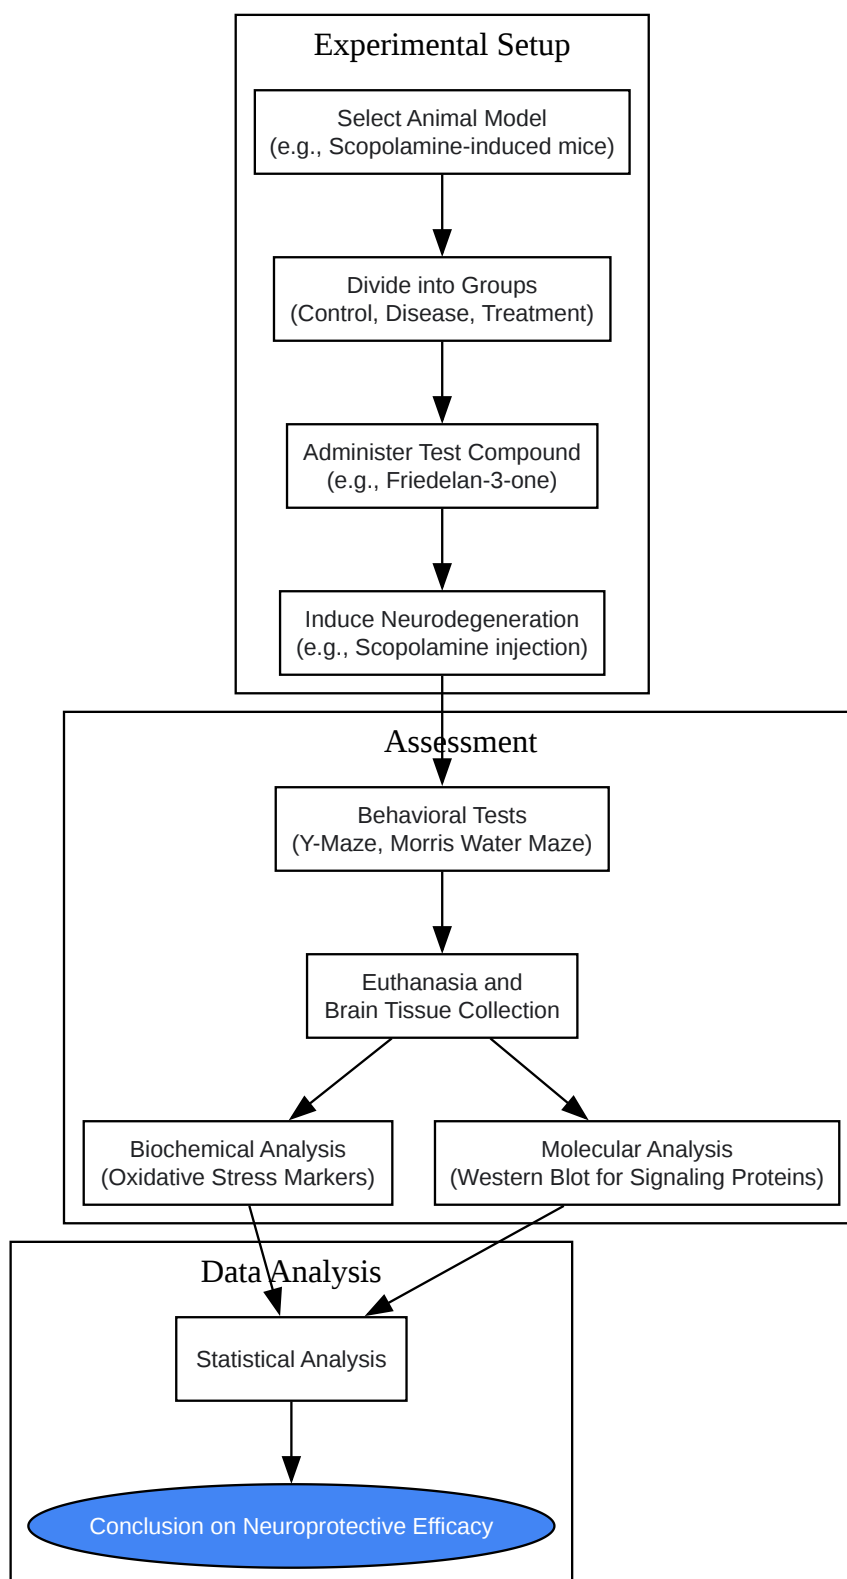 Experimental Setup
Select Animal Model
(e.g., Scopolamine-induced mice)
Divide into Groups
(Control, Disease, Treatment)
Administer Test Compound
(e.g., Friedelan-3-one)
Induce Neurodegeneration
(e.g., Scopolamine injection)
Assessment
Behavioral Tests
(Y-Maze, Morris Water Maze)
Euthanasia and
Brain Tissue Collection
Biochemical Analysis
(Oxidative Stress Markers)
Molecular Analysis
(Western Blot for Signaling Proteins)
Data Analysis
Statistical Analysis
Conclusion on Neuroprotective Efficacy